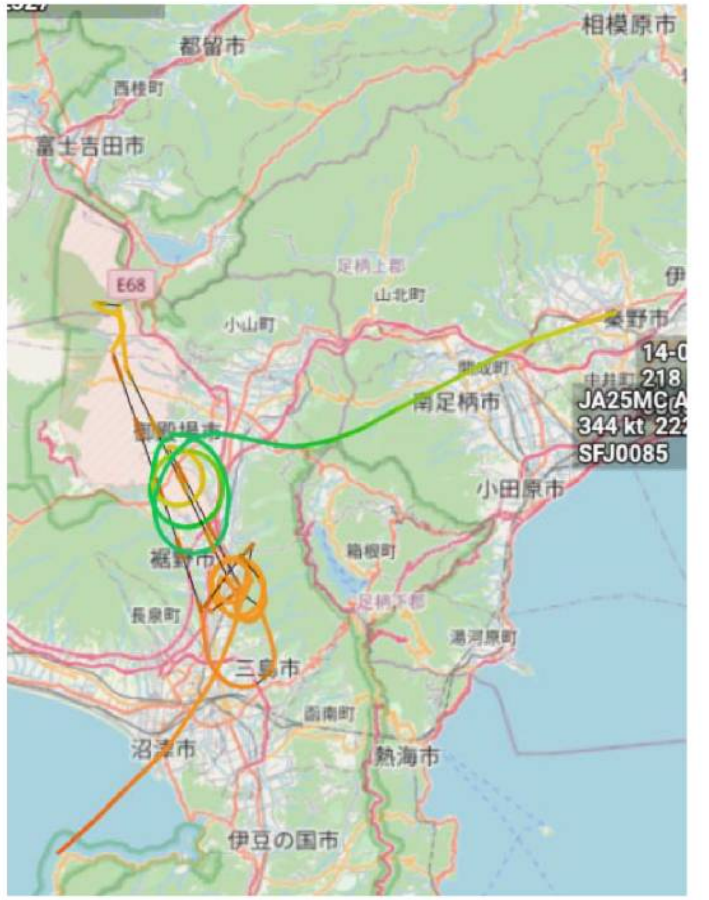 相模原市
都留市
西桂町
富士吉田市
足柄上郡
E68
山北町
小山町
秦野市
開成町
14-0
218
中井町
南足柄市
JA25MC A
344 kt 222
御殿場市
SFJ0085
小田原市
箱根町
裾野市
足柄下郡
長泉町
湯河原町
三島市
函南町
沼津市
熱海市
伊豆の国市